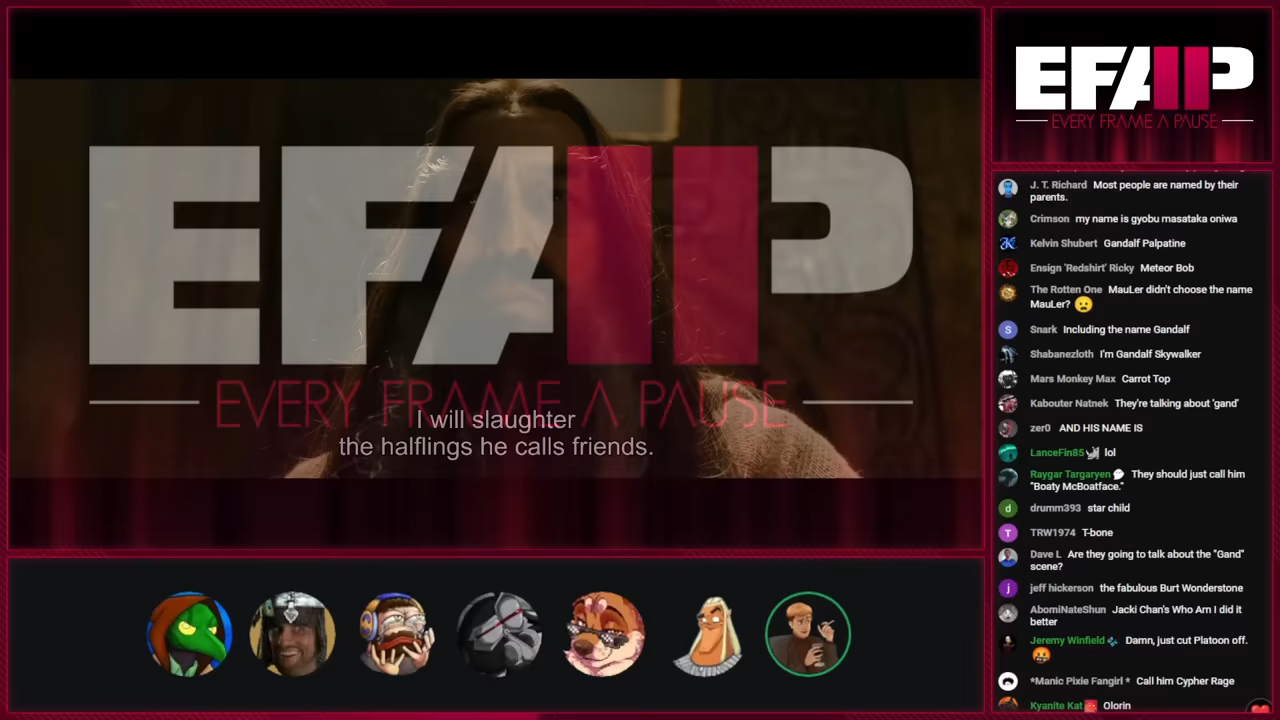 EFAP
EVERY FRAME A PAUSE
I will slaughter
the halflings he calls friends.
EFAP
EVERY FRAME A PAUSE
J. T. Richard Most people are named by their
parents.
Crimson my name is gyobu masataka oniwa
Kelvin Shubert Gandalf Palpatine
Ensign 'Redshirt' Ricky Meteor Bob
The Rotten One MauLer didn't choose the name
MauLer?
S Snark Including the name Gandalf
Shabanezloth I'm Gandalf Skywalker
Mars Monkey Max Carrot Top
Kabouter Natnek They're talking about 'gand'
zer0 AND HIS NAME IS
LanceFin85 lol
Raygar Targaryen They should just call him
"Boaty McBoatface."
d drumm393 star child
T TRW1974 T-bone
Dave L Are they going to talk about the "Gand"
scene?
j jeff hickerson the fabulous Burt Wonderstone
AbomiNateShun Jacki Chan's Who Am I did it
better
Jeremy Winfield Damn, just cut Platoon off.
*Manic Pixie Fangirl * Call him Cypher Rage
Kyanite Kat Olorin